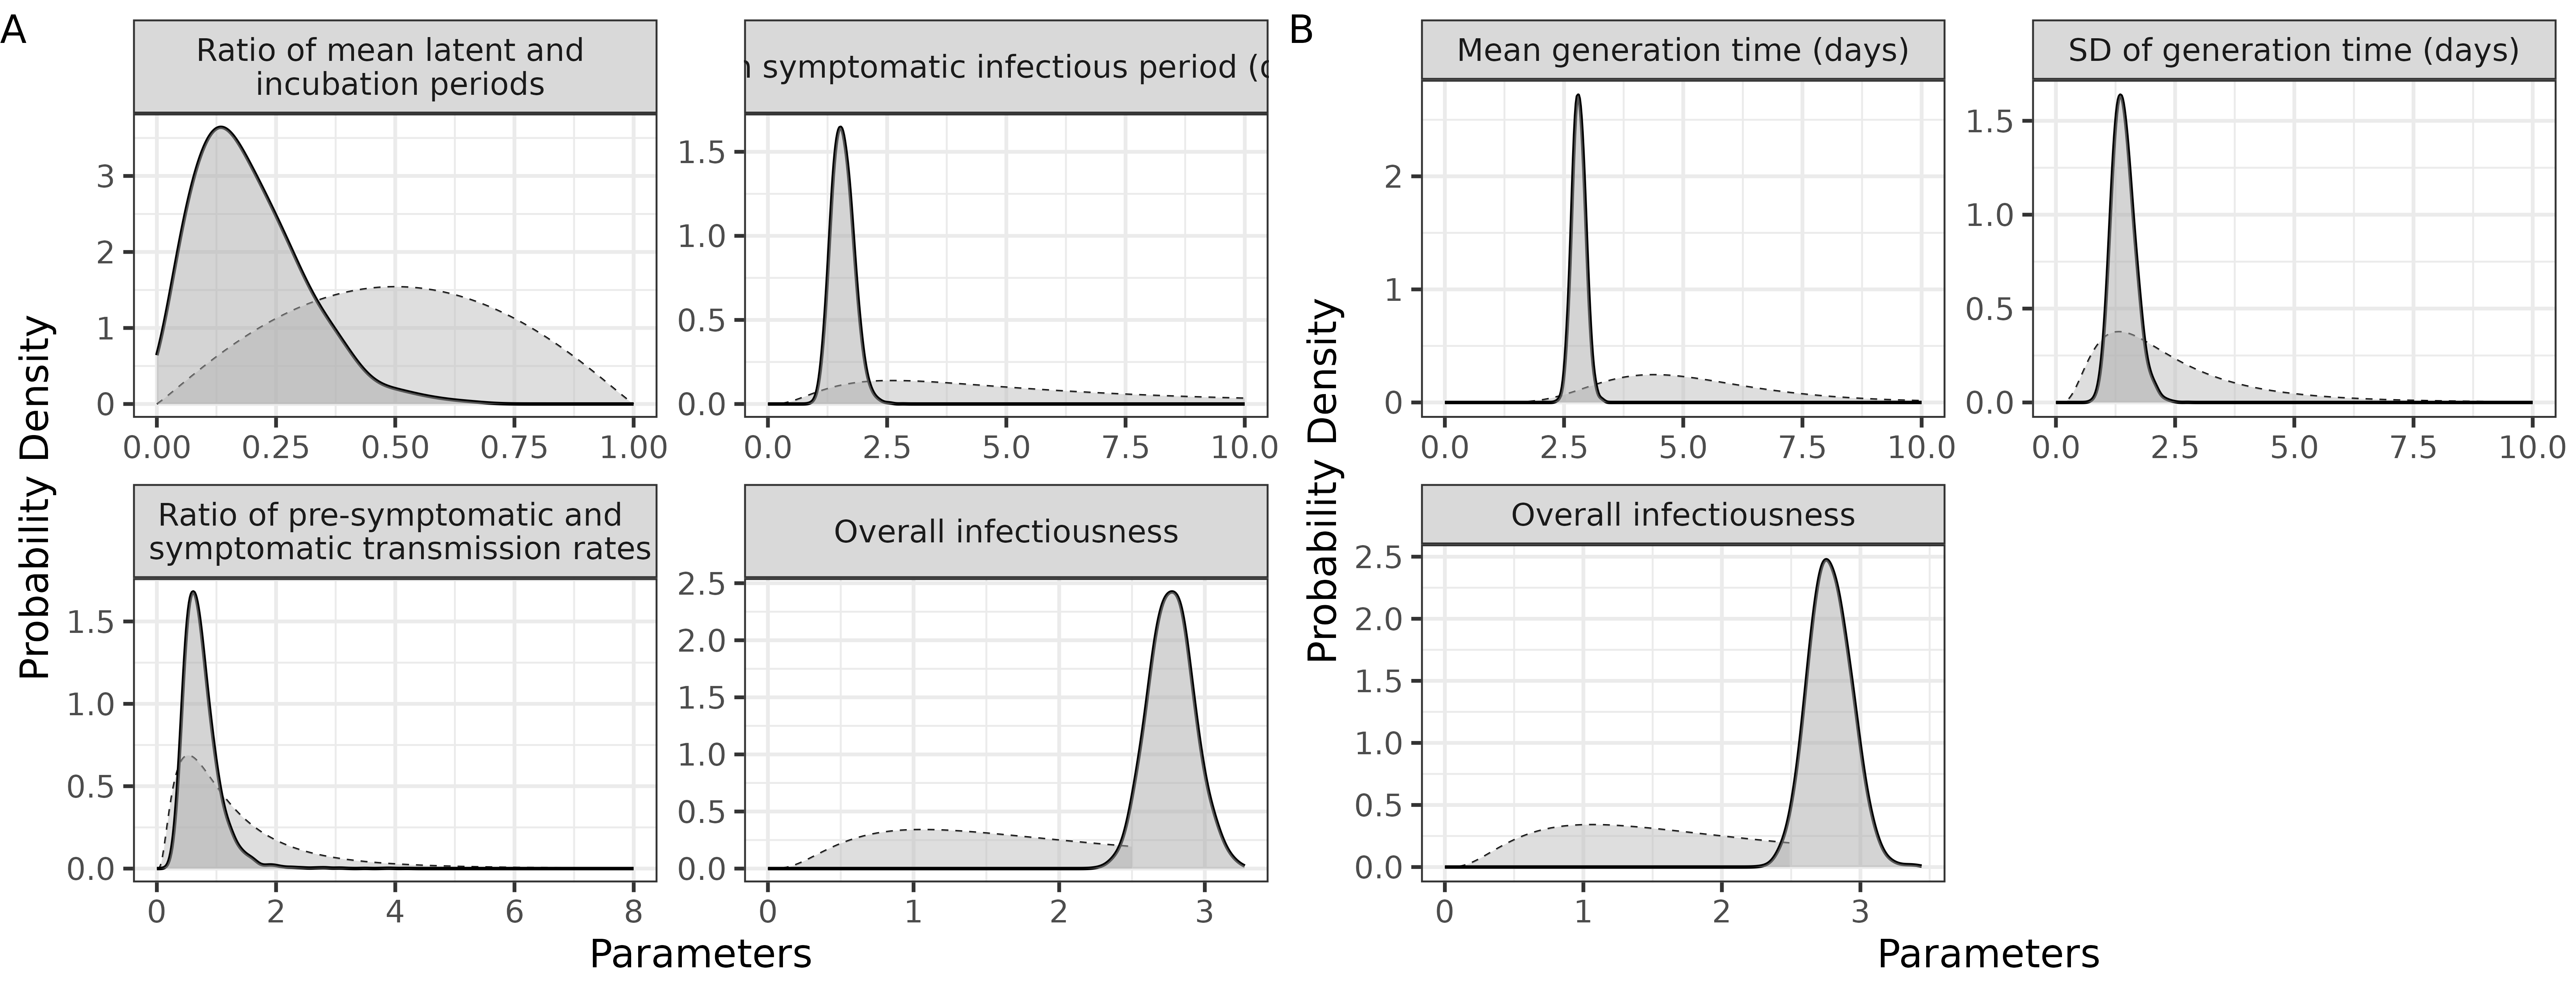 A
Ratio of mean latent and
incubation periods
symptomatic infectious period
3
2
1
0
0.00 0.25 0.50 0.75 1.00
1.5
1.0
0.5
0.0
0.0 2.5 5.0 7.5 10.0
Ratio of pre-symptomatic and
symptomatic transmission rates
Overall infectiousness
1.5
1.0
0.5
0.0
0 2 4 6 8
2.5
2.0
1.5
1.0
0.5
0.0
0 1 2 3
Probability Density
Parameters
B
Mean generation time (days)
SD of generation time (days)
2
1
0
0.0 2.5 5.0 7.5 10.0
1.5
1.0
0.5
0.0
0.0 2.5 5.0 7.5 10.0
Overall infectiousness
2.5
2.0
1.5
1.0
0.5
0.0
0 1 2 3
Probability Density
Parameters